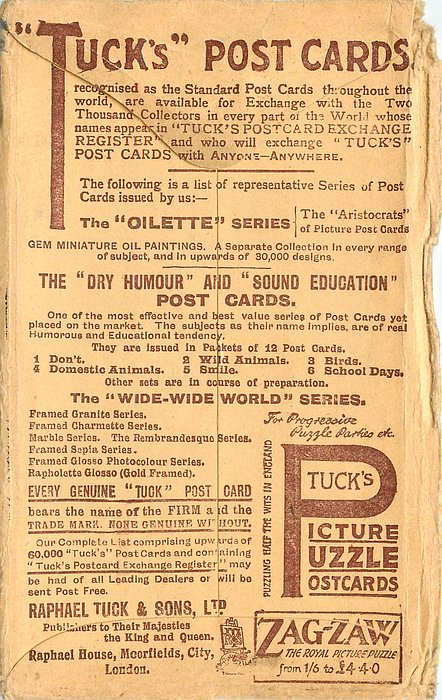 "TUCK'S" POST CARDS.
recognised as the Standard Post Cards throughout the
world, are available for Exchange with the Two
Thousand Collectors in every part of the World whose
names appear in "TUCK'S POSTCARD EXCHANGE
REGISTER" and who will exchange "TUCK'S"
POST CARDS with ANYONE—ANYWHERE.
The following is a list of representative Series of Post
Cards issued by us:—
The "OILETTE" SERIES
The "Aristocrats"
of Picture Post Cards
GEM MINIATURE OIL PAINTINGS. A Separate Collection in every range
of subject, and in upwards of 30,000 designs.
THE "DRY HUMOUR" AND "SOUND EDUCATION"
POST CARDS.
One of the most effective and best value series of Post Cards yet
placed on the market. The subjects as their name implies, are of real
Humorous and Educational tendency.
They are issued in Packets of 12 Post Cards.
1 Don't. 2 Wild Animals. 3 Birds.
4 Domestic Animals. 5 Smile. 6 School Days.
Other sets are in course of preparation.
The "WIDE-WIDE WORLD" SERIES.
Framed Granite Series.
Framed Charmette Series.
Marble Series. The Rembrandesque Series.
Framed Sepia Series.
Framed Glosso Photocolour Series.
Rapholette Glosso (Gold Framed).
EVERY GENUINE "TUCK" POST CARD
bears the name of the FIRM and the
TRADE MARK. NONE GENUINE WITHOUT.
Our Complete List comprising upwards of
60,000 "Tuck's" Post Cards and containing
"Tuck's Postcard Exchange Register" may
be had of all Leading Dealers or will be
sent Post Free.
RAPHAEL TUCK & SONS, LTD
Publishers to Their Majesties
the King and Queen.
Raphael House, Moorfields, City,
London.
For Progressive
Puzzle Parties etc.
PUZZLING HALF THE WITS IN ENGLAND
TUCK'S
PICTURE
PUZZLE
POSTCARDS
ZAG-ZAW
THE ROYAL PICTURE PUZZLE
from 1/6 to £4-4-0